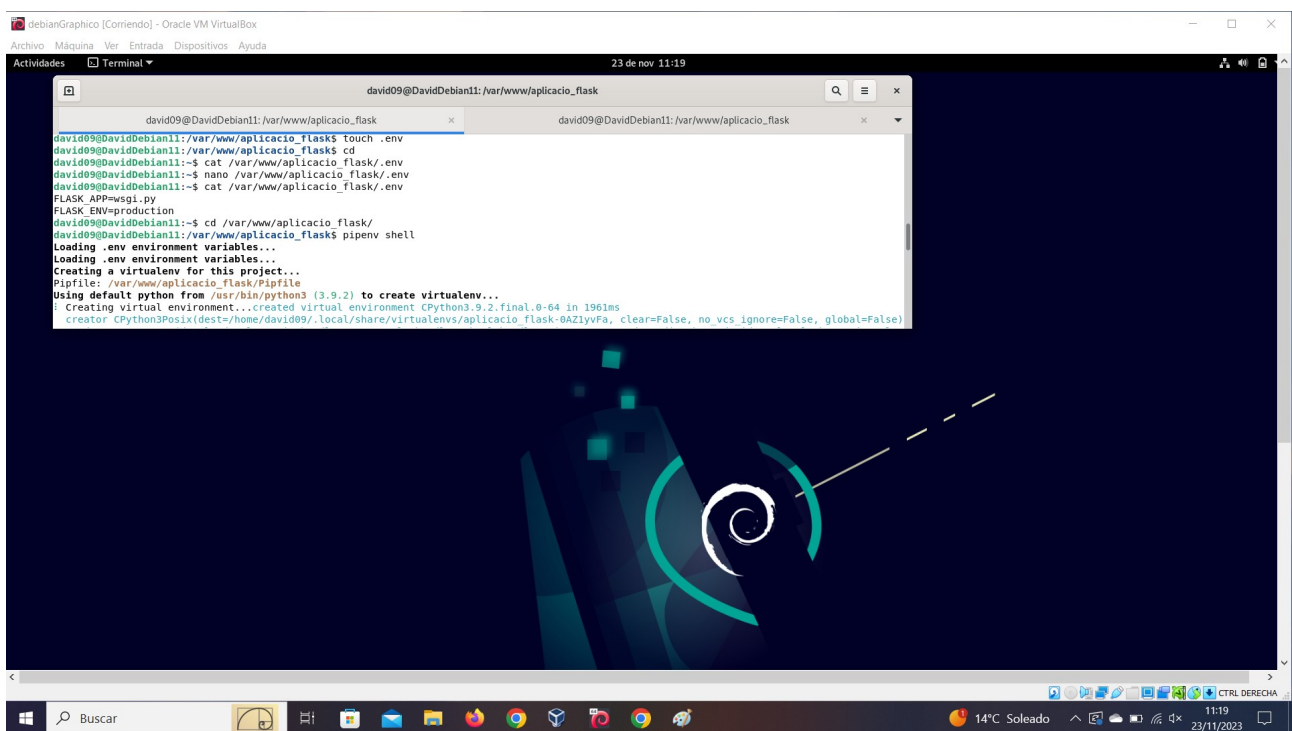 debianGraphico [Corriendo] - Oracle VM VirtualBox
Archivo Máquina Ver Entrada Dispositivos Ayuda
Actividades Terminal 23 de nov 11:19
david09@DavidDebian11: /var/www/aplicacio_flask
david09@DavidDebian11: /var/www/aplicacio_flask david09@DavidDebian11: /var/www/aplicacio_flask
david09@DavidDebian11:/var/www/aplicacio_flask$ touch .env
david09@DavidDebian11:/var/www/aplicacio_flask$ cd
david09@DavidDebian11:~$ cat /var/www/aplicacio_flask/.env
david09@DavidDebian11:~$ nano /var/www/aplicacio_flask/.env
david09@DavidDebian11:~$ cat /var/www/aplicacio_flask/.env
FLASK_APP=wsgi.py
FLASK_ENV=production
david09@DavidDebian11:~$ cd /var/www/aplicacio_flask/
david09@DavidDebian11:/var/www/aplicacio_flask$ pipenv shell
Loading .env environment variables...
Loading .env environment variables...
Creating a virtualenv for this project...
Pipfile: /var/www/aplicacio_flask/Pipfile
Using default python from /usr/bin/python3 (3.9.2) to create virtualenv...
Creating virtual environment...created virtual environment CPython3.9.2.final.0-64 in 1961ms
creator CPython3Posix(dest=/home/david09/.local/share/virtualenvs/aplicacio_flask-0AZ1yvFa, clear=False, no_vcs_ignore=False, global=False)
CTRL DERECHA
Buscar
14°C Soleado
11:19
23/11/2023